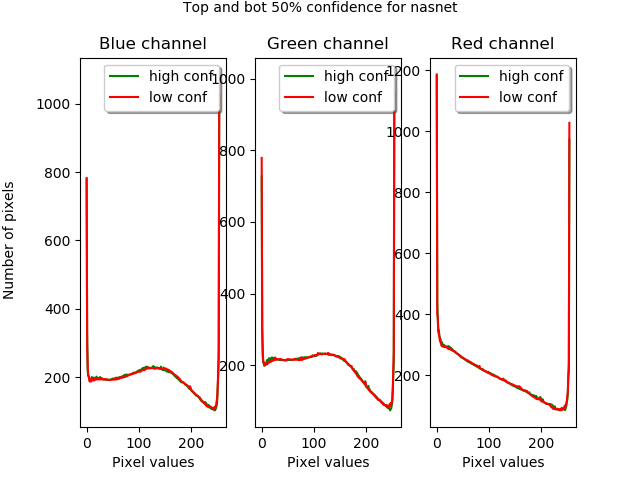 Top and bot 50% confidence for nasnet
Blue channel
Green channel
Red channel
Number of pixels
high conf
low conf
high conf
low conf
high conf
low conf
1000
800
600
400
200
1000
800
600
400
200
1200
1000
800
600
400
200
0 100 200
0 100 200
0 100 200
Pixel values
Pixel values
Pixel values